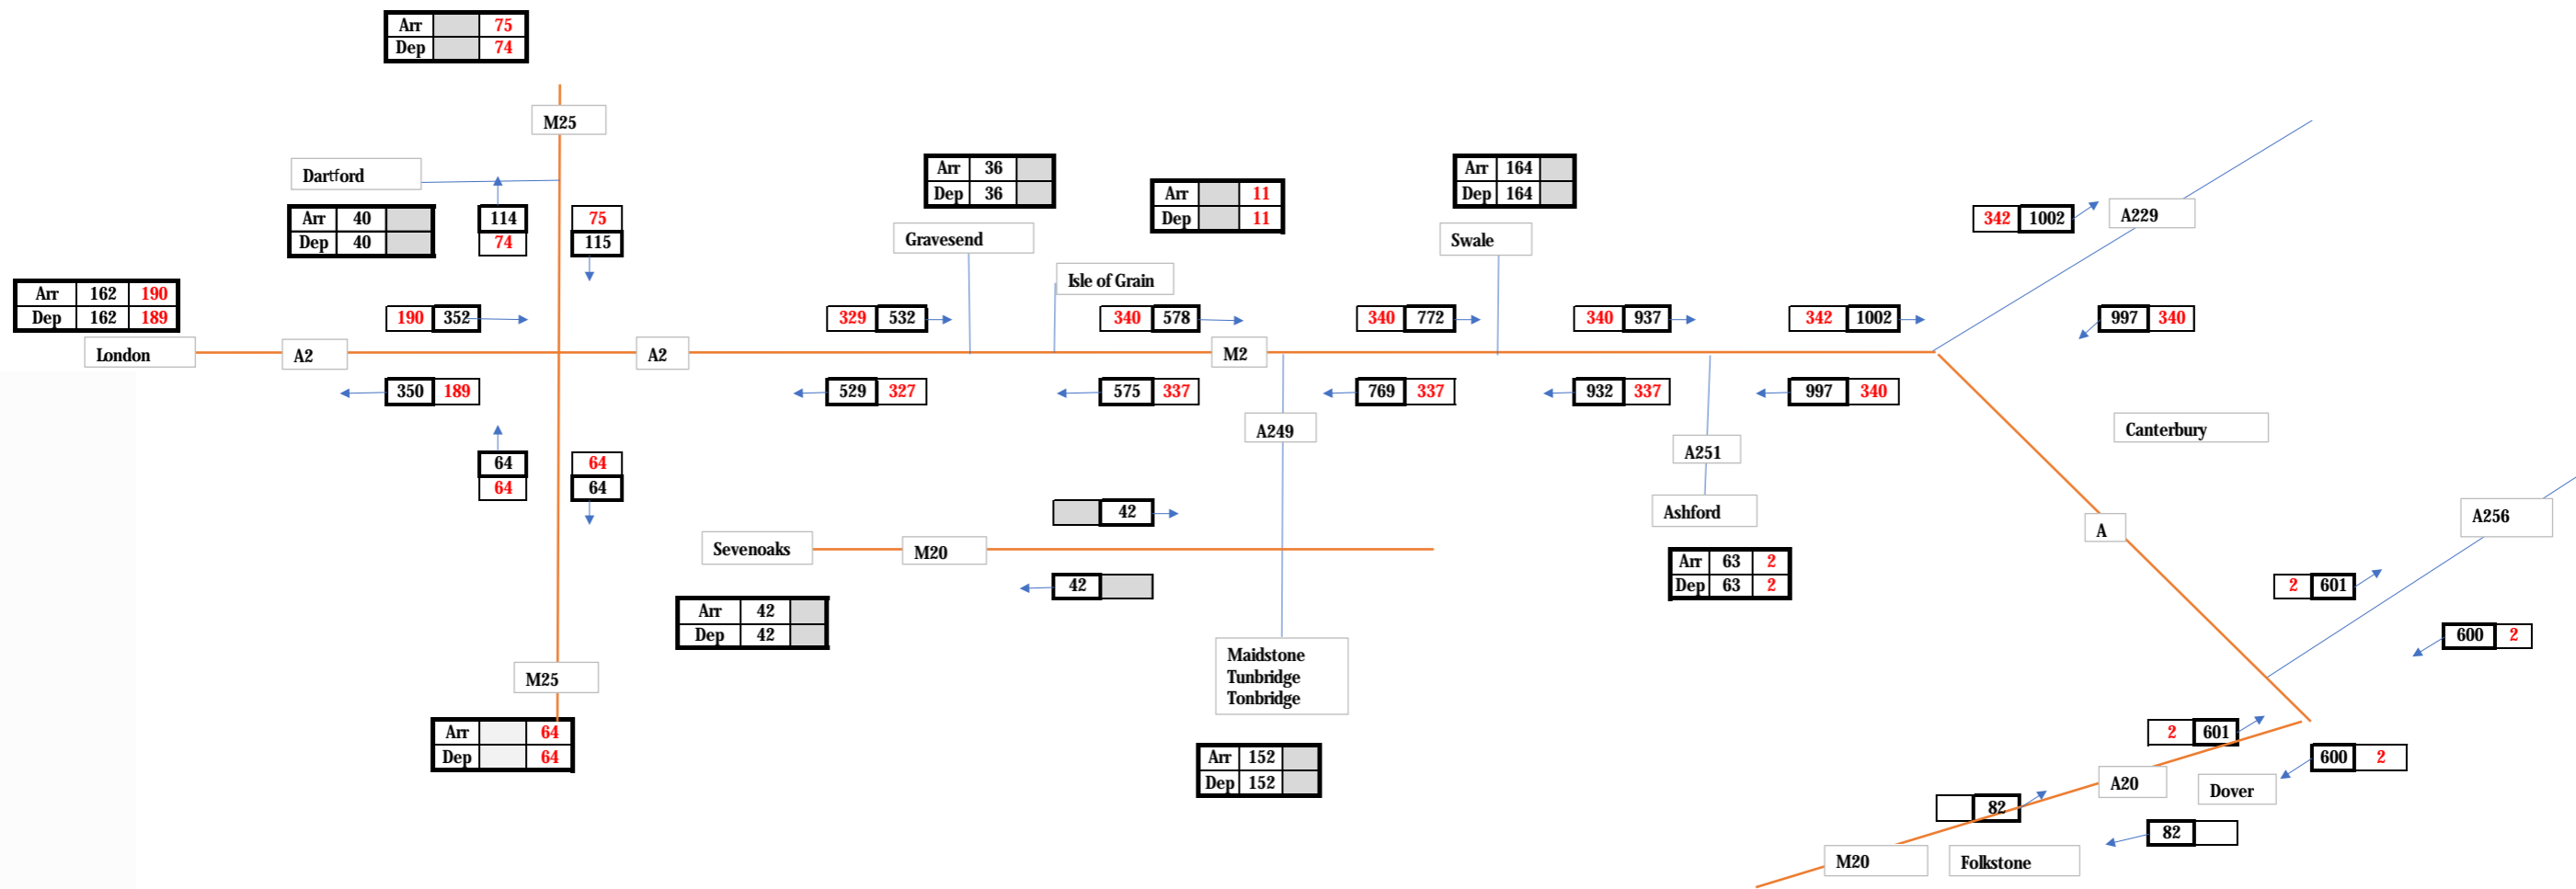 Arr 75
Dep 74
M25
Dartford
Arr 40
Dep 40
114
74
75
115
Arr 36
Dep 36
Gravesend
Arr 11
Dep 11
Isle of Grain
Arr 164
Dep 164
Swale
342 1002
A229
Arr 162 190
Dep 162 189
190 352
329 532
340 578
340 772
340 937
342 1002
997 340
London
A2
A2
M2
350 189
529 327
575 337
769 337
932 337
997 340
64
64
64
64
A249
A251
Canterbury
42
Sevenoaks
M20
42
Arr 42
Dep 42
Ashford
Arr 63 2
Dep 63 2
A
A256
2 601
600 2
Maidstone
Tunbridge
Tonbridge
M25
Arr 64
Dep 64
Arr 152
Dep 152
2 601
600 2
A20
Dover
82
82
M20
Folkstone